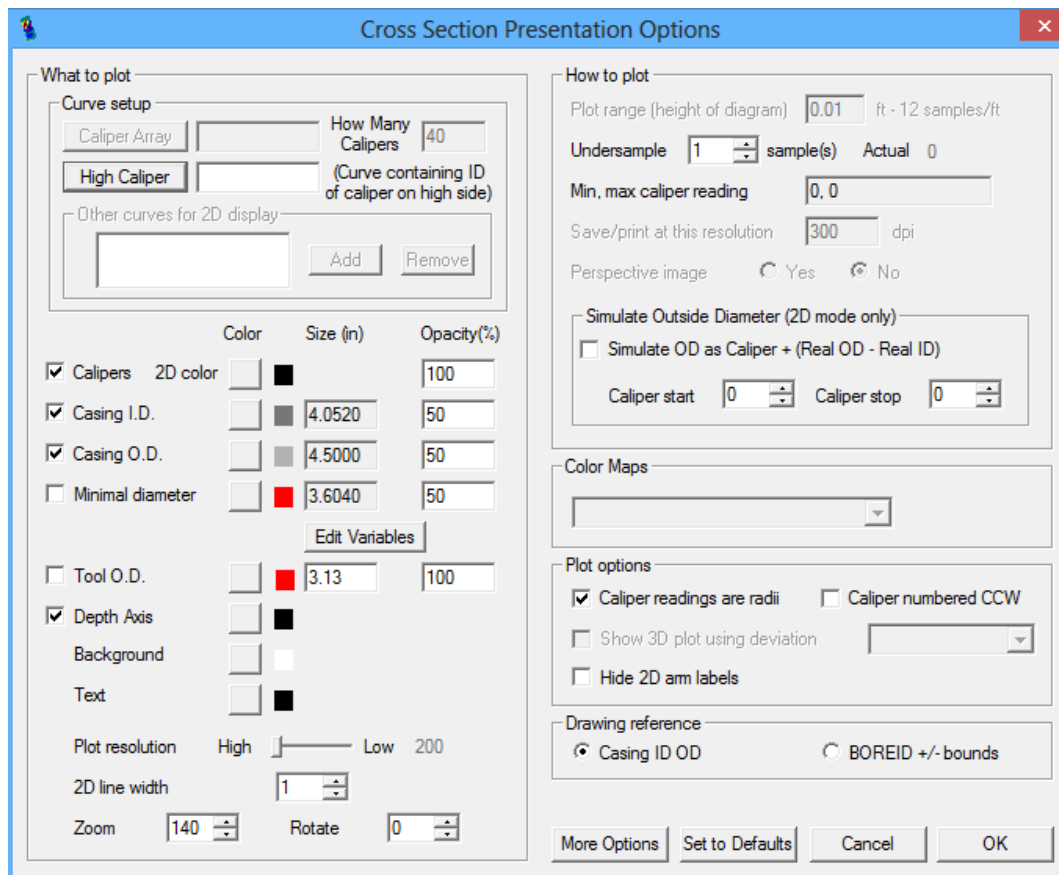 Cross Section Presentation Options
What to plot
Curve setup
Caliper Array
How Many
Calipers
40
High Caliper
(Curve containing ID
of caliper on high side)
Other curves for 2D display
Add
Remove
Color
Size (in)
Opacity(%)
Calipers
2D color
100
Casing I.D.
4.0520
50
Casing O.D.
4.5000
50
Minimal diameter
3.6040
50
Edit Variables
Tool O.D.
3.13
100
Depth Axis
Background
Text
Plot resolution
High
Low
200
2D line width
1
Zoom
140
Rotate
0
How to plot
Plot range (height of diagram)
0.01
ft - 12 samples/ft
Undersample
1
sample(s)
Actual
0
Min, max caliper reading
0, 0
Save/print at this resolution
300
dpi
Perspective image
Yes
No
Simulate Outside Diameter (2D mode only)
Simulate OD as Caliper + (Real OD - Real ID)
Caliper start
0
Caliper stop
0
Color Maps
Plot options
Caliper readings are radii
Caliper numbered CCW
Show 3D plot using deviation
Hide 2D arm labels
Drawing reference
Casing ID OD
BOREID +/- bounds
More Options
Set to Defaults
Cancel
OK